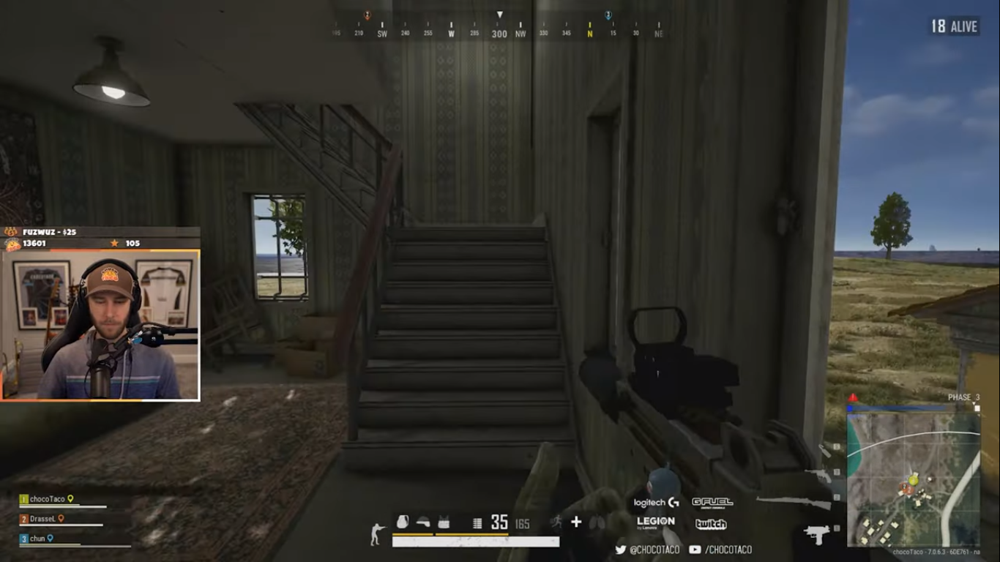 195 210 SW 240 255 W 285 300 NW 330 345 N 15 30 NE
18 ALIVE
FUZWUZ - $25
13601 105
PHASE 3
1 chocoTaco
2 DrasseL
3 chun
35 165
logitech G G FUEL
LEGION twitch
@CHOCOTACO /CHOCOTACO
chocoTaco - 7.0.6.3 - 6DE761 - na